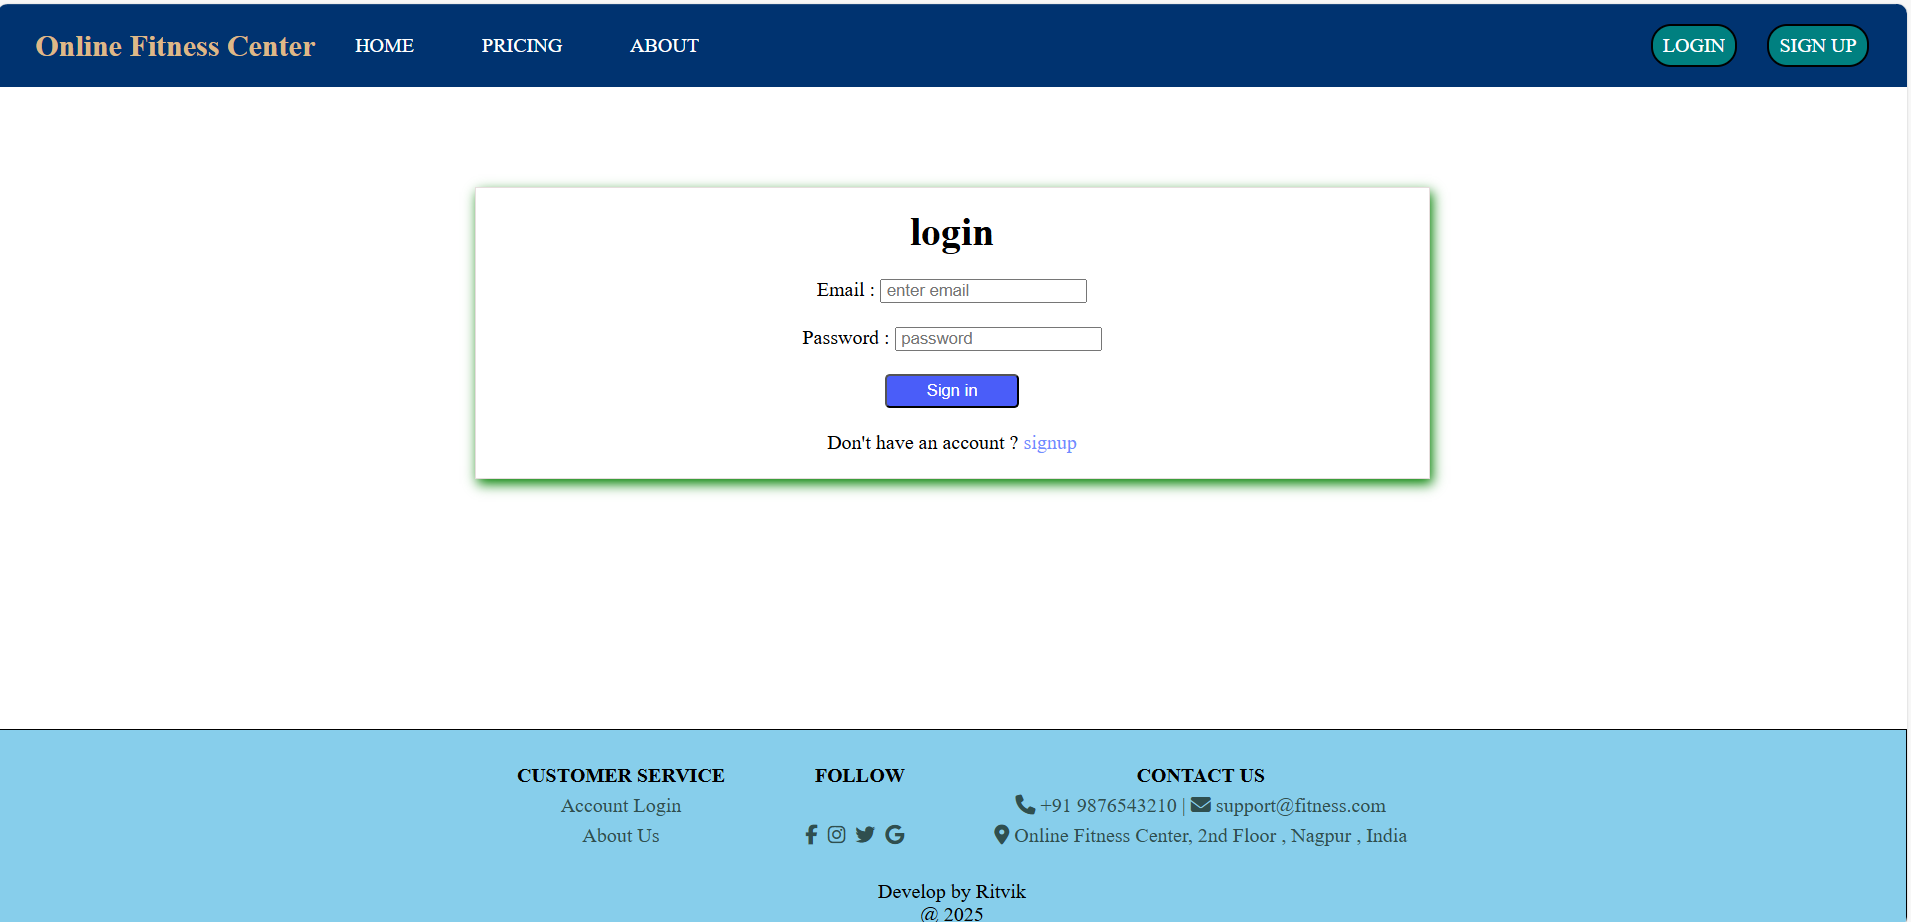 Online Fitness Center HOME PRICING ABOUT LOGIN SIGN UP
login
Email : enter email
Password : password
Sign in
Don't have an account ? signup
CUSTOMER SERVICE
Account Login
About Us
FOLLOW
CONTACT US
+91 9876543210 | support@fitness.com
Online Fitness Center, 2nd Floor , Nagpur , India
Develop by Ritvik
@ 2025